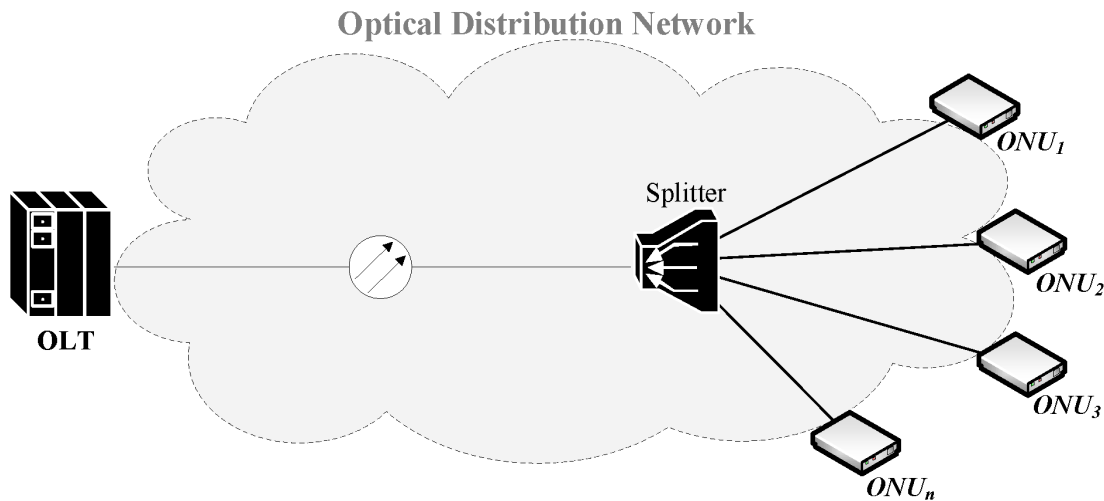 Optical Distribution Network
ONU1
Splitter
ONU2
OLT
ONU3
ONUn